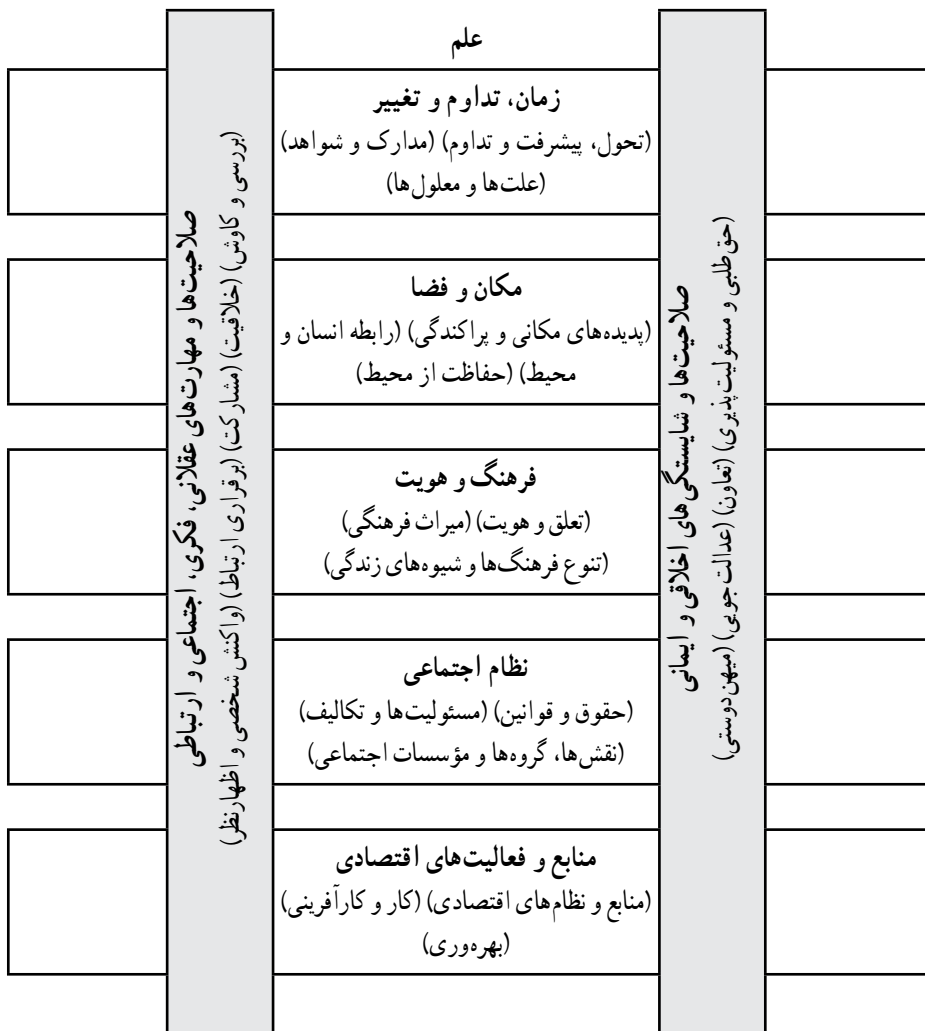 علم
زمان، تداوم و تغییر
(تحول، پیشرفت و تداوم) (مدارک و شواهد)
(علت‌ها و معلول‌ها)
مکان و فضا
(پدیده‌های مکانی و پراکندگی) (رابطه انسان و
محیط) (حفاظت از محیط)
فرهنگ و هویت
(تعلق و هویت) (میراث فرهنگی)
(تنوع فرهنگ‌ها و شیوه‌های زندگی)
نظام اجتماعی
(حقوق و قوانین) (مسئولیت‌ها و تکالیف)
(نقش‌ها، گروه‌ها و مؤسسات اجتماعی)
منابع و فعالیت‌های اقتصادی
(منابع و نظام‌های اقتصادی) (کار و کارآفرینی)
(بهره‌وری)
صلاحیت‌ها و شایستگی‌های اخلاقی و ایمانی
(حق‌طلبی و مسئولیت‌پذیری) (تعاون) (عدالت‌جویی) (میهن‌دوستی)
صلاحیت‌ها و مهارت‌های عقلانی، فکری، اجتماعی و ارتباطی
(بررسی و کاوش) (خلاقیت) (مشارکت) (برقراری ارتباط) (واکنش شخصی و اظهارنظر)